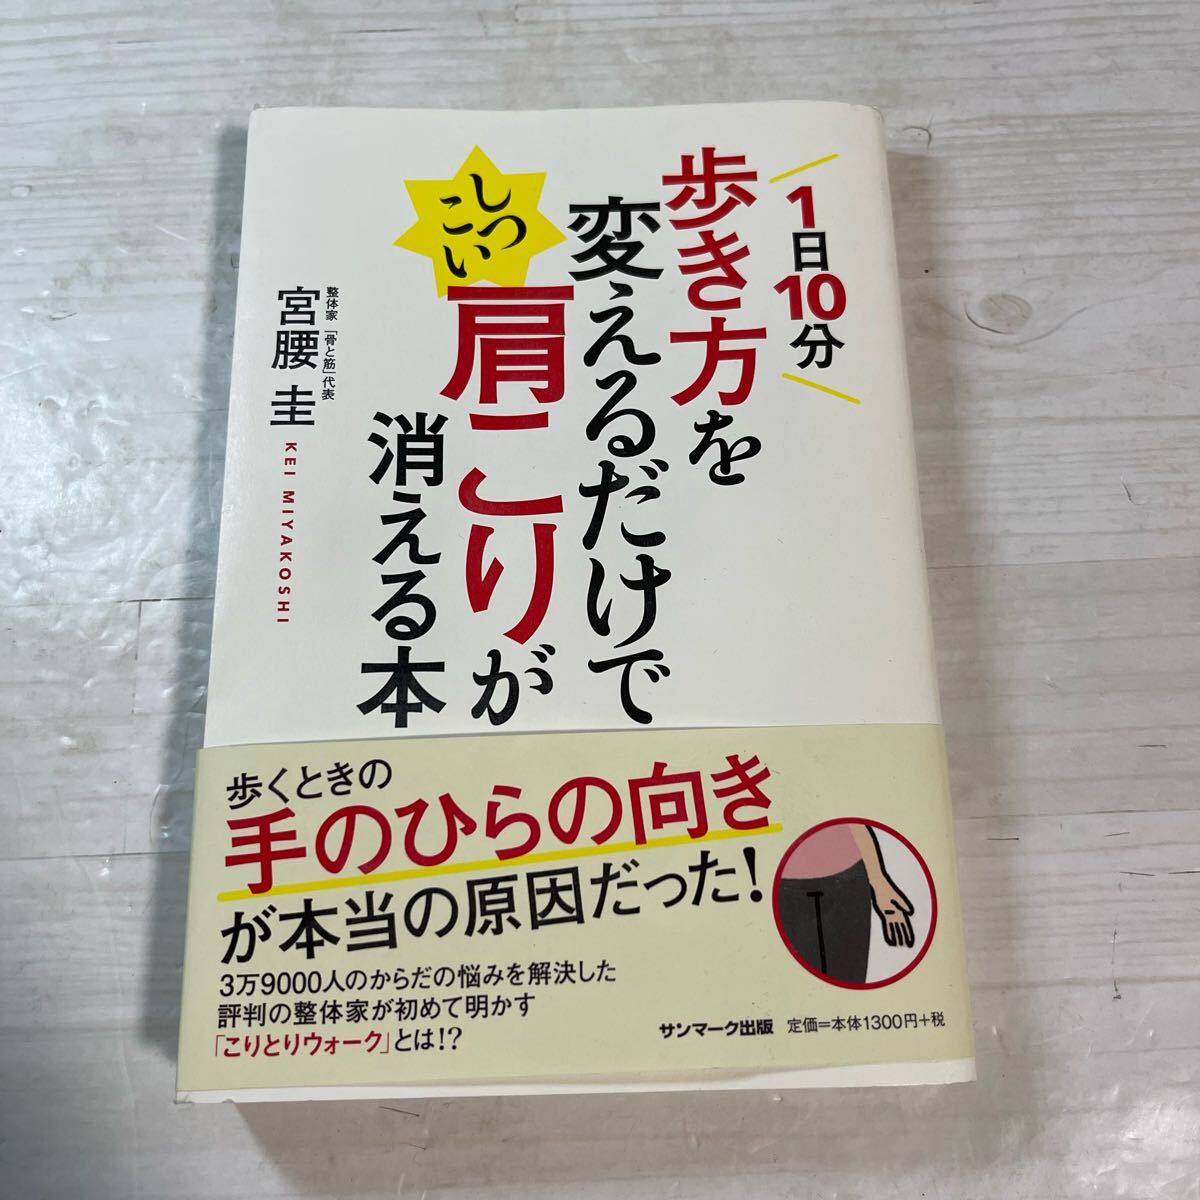 1日10分
歩き方を
変えるだけで
しつ
こい
肩こりが
消える本
整体家 「骨と筋」代表
宮腰 圭
KEI MIYAKOSHI
歩くときの
手のひらの向き
が本当の原因だった!
3万9000人のからだの悩みを解決した
評判の整体家が初めて明かす
「こりとりウォーク」とは!?
サンマーク出版 定価=本体1300円+税